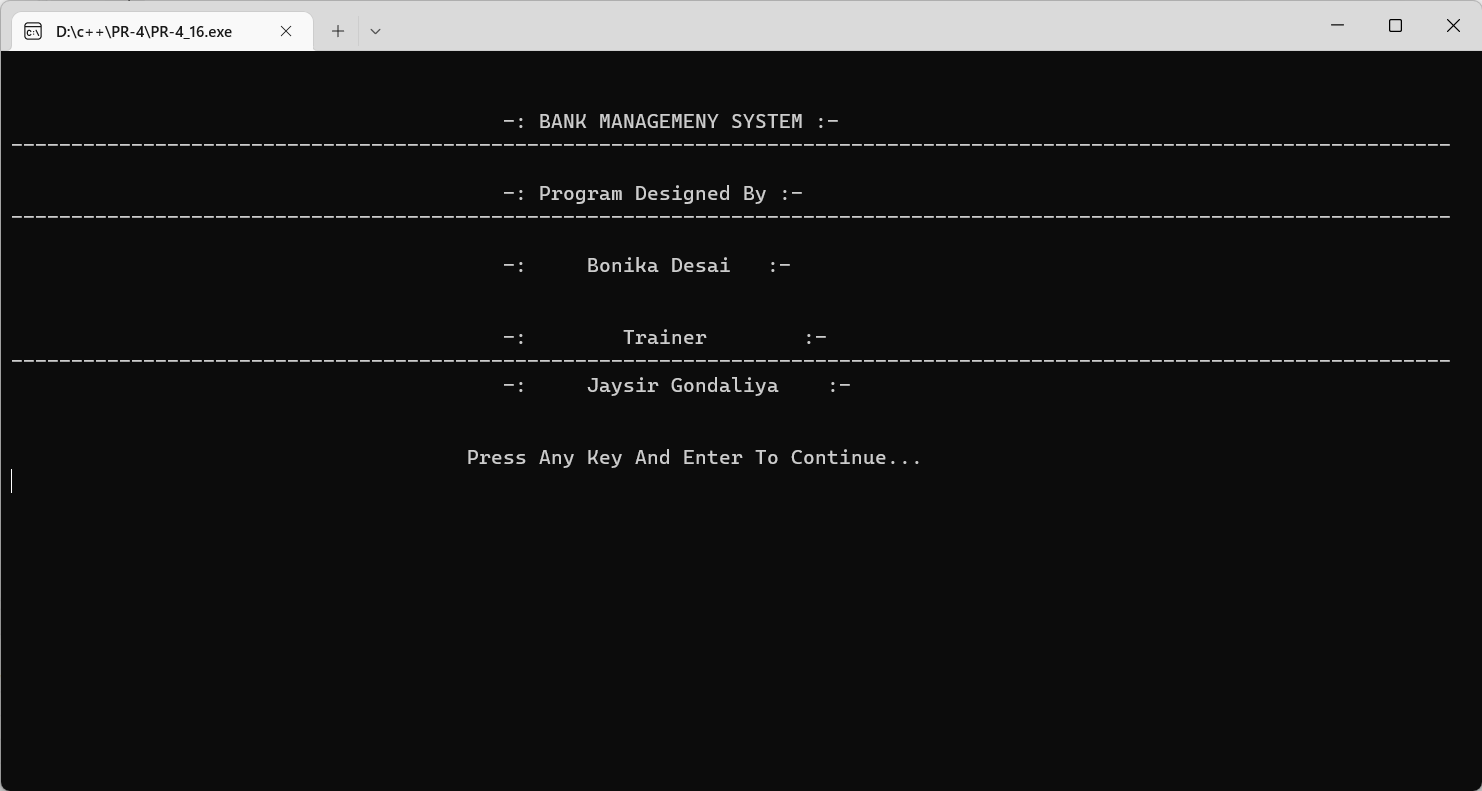 D:\c++\PR-4\PR-4_16.exe
-: BANK MANAGEMENY SYSTEM :-
------------------------------------------------------------------------------------------------------------------------
-: Program Designed By :-
------------------------------------------------------------------------------------------------------------------------
-:     Bonika Desai   :-
-:        Trainer        :-
------------------------------------------------------------------------------------------------------------------------
-:     Jaysir Gondaliya    :-
Press Any Key And Enter To Continue...